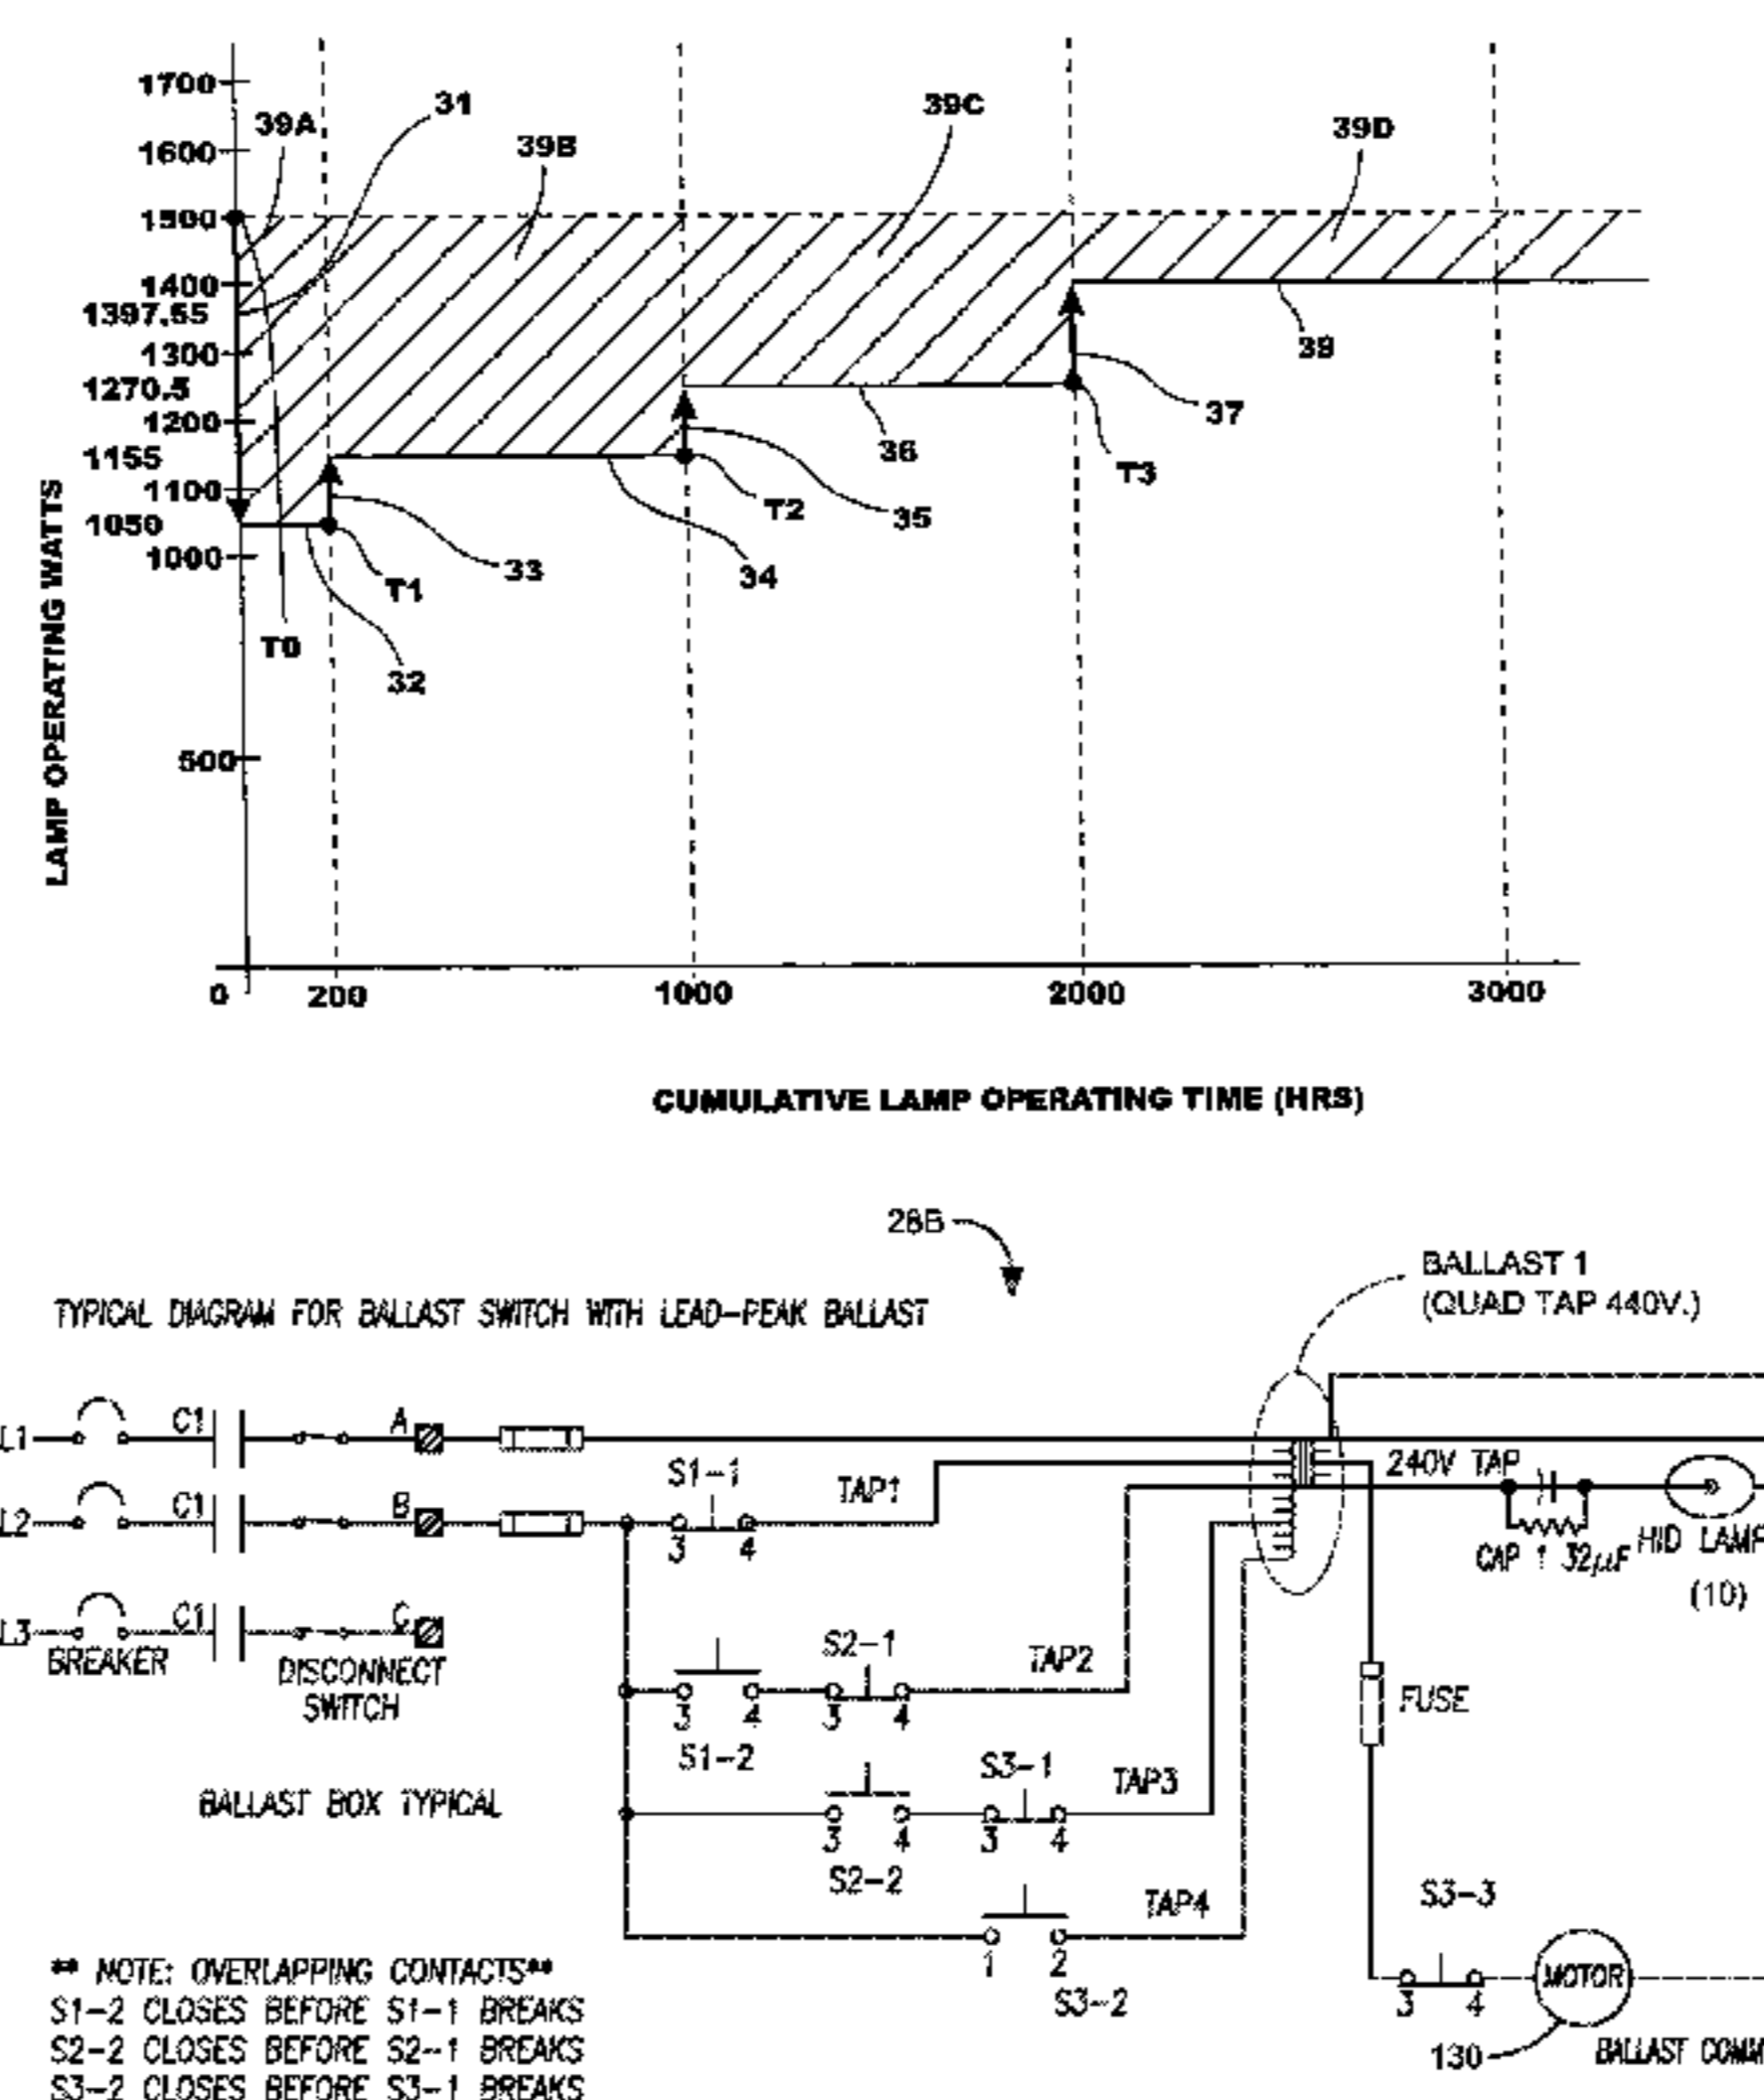 1700
39A
31
39B
39C
39D
1600
1500
1400
1397.55
1300
1270.5
1200
1155
1100
1050
1000
500
T0
T1
32
33
34
T2
35
36
T3
37
39
LAMP OPERATING WATTS
0 200 1000 2000 3000
CUMULATIVE LAMP OPERATING TIME (HRS)
28B
BALLAST 1
(QUAD TAP 440V.)
TYPICAL DIAGRAM FOR BALLAST SWITCH WITH LEAD-PEAK BALLAST
L1 C1 A
S1-1 TAP1
3 4
240V TAP
L2 C1 B
CAP 1 32µF
HID LAMP
(10)
L3 C1 C
BREAKER
DISCONNECT
SWITCH
S2-1 TAP2
3 4 3 4
S1-2
FUSE
BALLAST BOX TYPICAL
S3-1 TAP3
3 4 3 4
S2-2
TAP4
1 2
S3-2
S3-3
3 4
MOTOR
130
BALLAST COMM
** NOTE: OVERLAPPING CONTACTS**
S1-2 CLOSES BEFORE S1-1 BREAKS
S2-2 CLOSES BEFORE S2-1 BREAKS
S3-2 CLOSES BEFORE S3-1 BREAKS